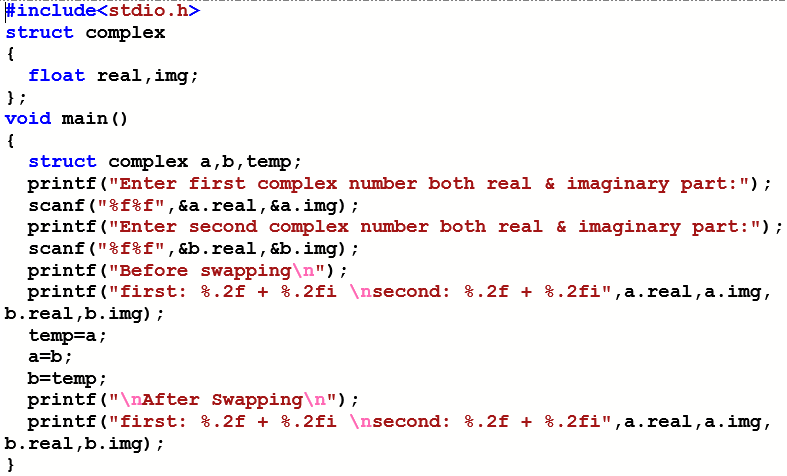 #include<stdio.h>
struct complex
{
  float real,img;
};
void main()
{
  struct complex a,b,temp;
  printf("Enter first complex number both real & imaginary part:");
  scanf("%f%f",&a.real,&a.img);
  printf("Enter second complex number both real & imaginary part:");
  scanf("%f%f",&b.real,&b.img);
  printf("Before swapping\n");
  printf("first: %.2f + %.2fi \nsecond: %.2f + %.2fi",a.real,a.img,
b.real,b.img);
  temp=a;
  a=b;
  b=temp;
  printf("\nAfter Swapping\n");
  printf("first: %.2f + %.2fi \nsecond: %.2f + %.2fi",a.real,a.img,
b.real,b.img);
}